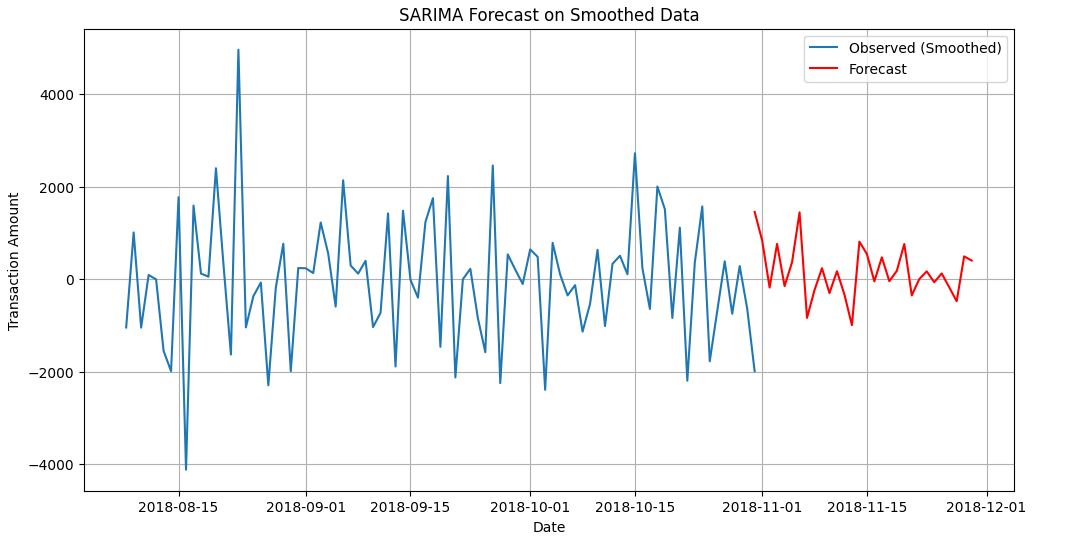 SARIMA Forecast on Smoothed Data
Observed (Smoothed)
Forecast
Transaction Amount
4000
2000
0
−2000
−4000
2018-08-15
2018-09-01
2018-09-15
2018-10-01
2018-10-15
2018-11-01
2018-11-15
2018-12-01
Date